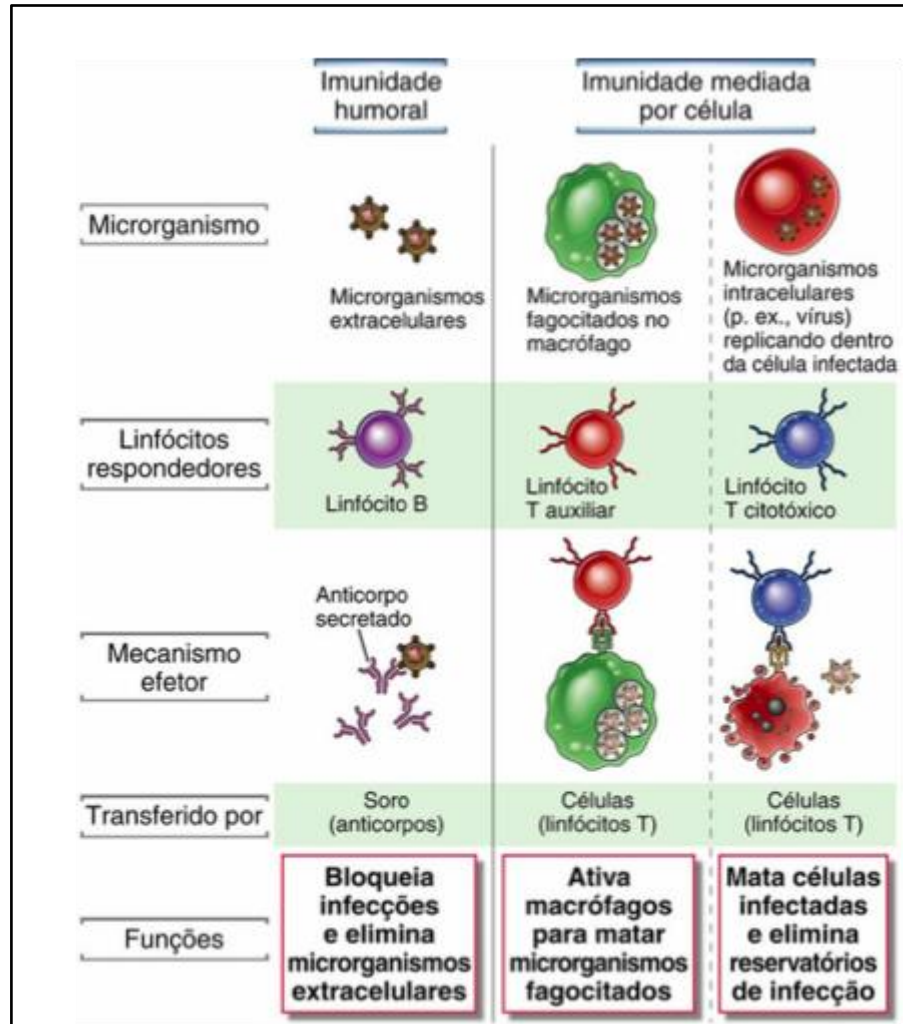 Imunidade
humoral
Imunidade mediada
por célula
Microrganismo
Microrganismos
extracelulares
Microrganismos
fagocitados no
macrófago
Microrganismos
intracelulares
(p. ex., vírus)
replicando dentro
da célula infectada
Linfócitos
respondedores
Linfócito B
Linfócito
T auxiliar
Linfócito
T citotóxico
Mecanismo
efetor
Anticorpo
secretado
Transferido por
Soro
(anticorpos)
Células
(linfócitos T)
Células
(linfócitos T)
Funções
Bloqueia
infecções
e elimina
microrganismos
extracelulares
Ativa
macrófagos
para matar
microrganismos
fagocitados
Mata células
infectadas
e elimina
reservatórios
de infecção